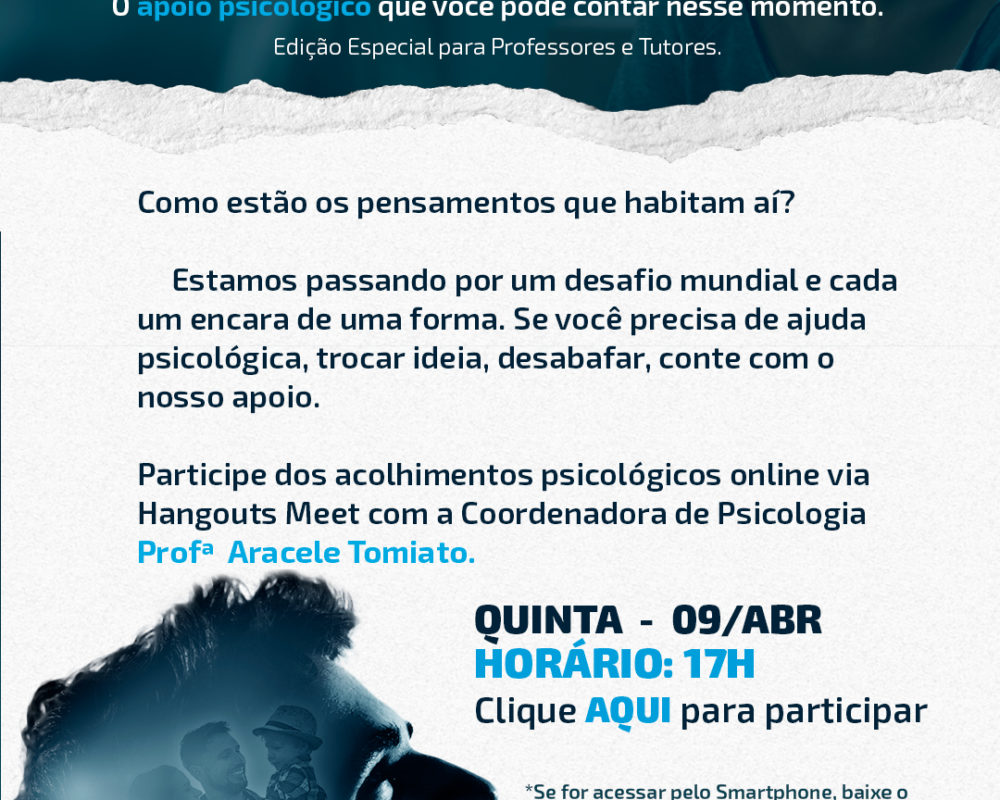 O apoio psicológico que você pode contar nesse momento.
Edição Especial para Professores e Tutores.
Como estão os pensamentos que habitam aí?
Estamos passando por um desafio mundial e cada
um encara de uma forma. Se você precisa de ajuda
psicológica, trocar ideia, desabafar, conte com o
nosso apoio.
Participe dos acolhimentos psicológicos online via
Hangouts Meet com a Coordenadora de Psicologia
Profª Aracele Tomiato.
QUINTA - 09/ABR
HORÁRIO: 17H
Clique AQUI para participar
*Se for acessar pelo Smartphone, baixe o